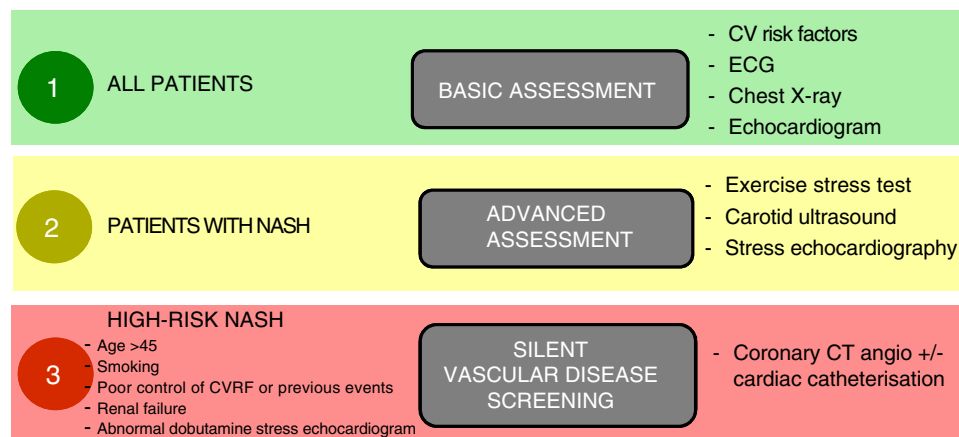 1
ALL PATIENTS
BASIC ASSESSMENT
- CV risk factors
- ECG
- Chest X-ray
- Echocardiogram
2
PATIENTS WITH NASH
ADVANCED
ASSESSMENT
- Exercise stress test
- Carotid ultrasound
- Stress echocardiography
3
HIGH-RISK NASH
- Age >45
- Smoking
- Poor control of CVRF or previous events
- Renal failure
- Abnormal dobutamine stress echocardiogram
SILENT
VASCULAR DISEASE
SCREENING
- Coronary CT angio +/-
cardiac catheterisation